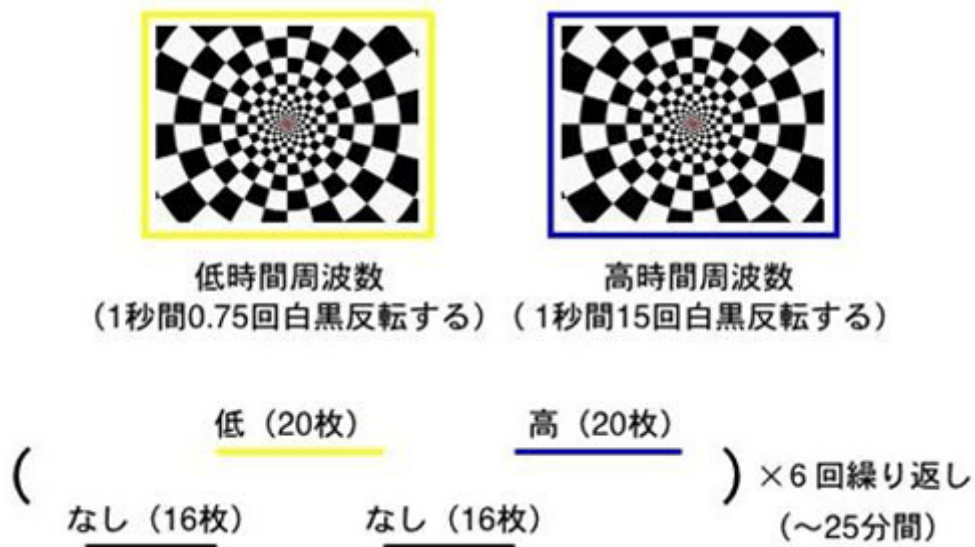 低時間周波数
(1秒間0.75回白黒反転する)
高時間周波数
( 1秒間15回白黒反転する)
低(20枚)
高(20枚)
( ) ×6回繰り返し
なし(16枚)
なし(16枚)
(〜25分間)